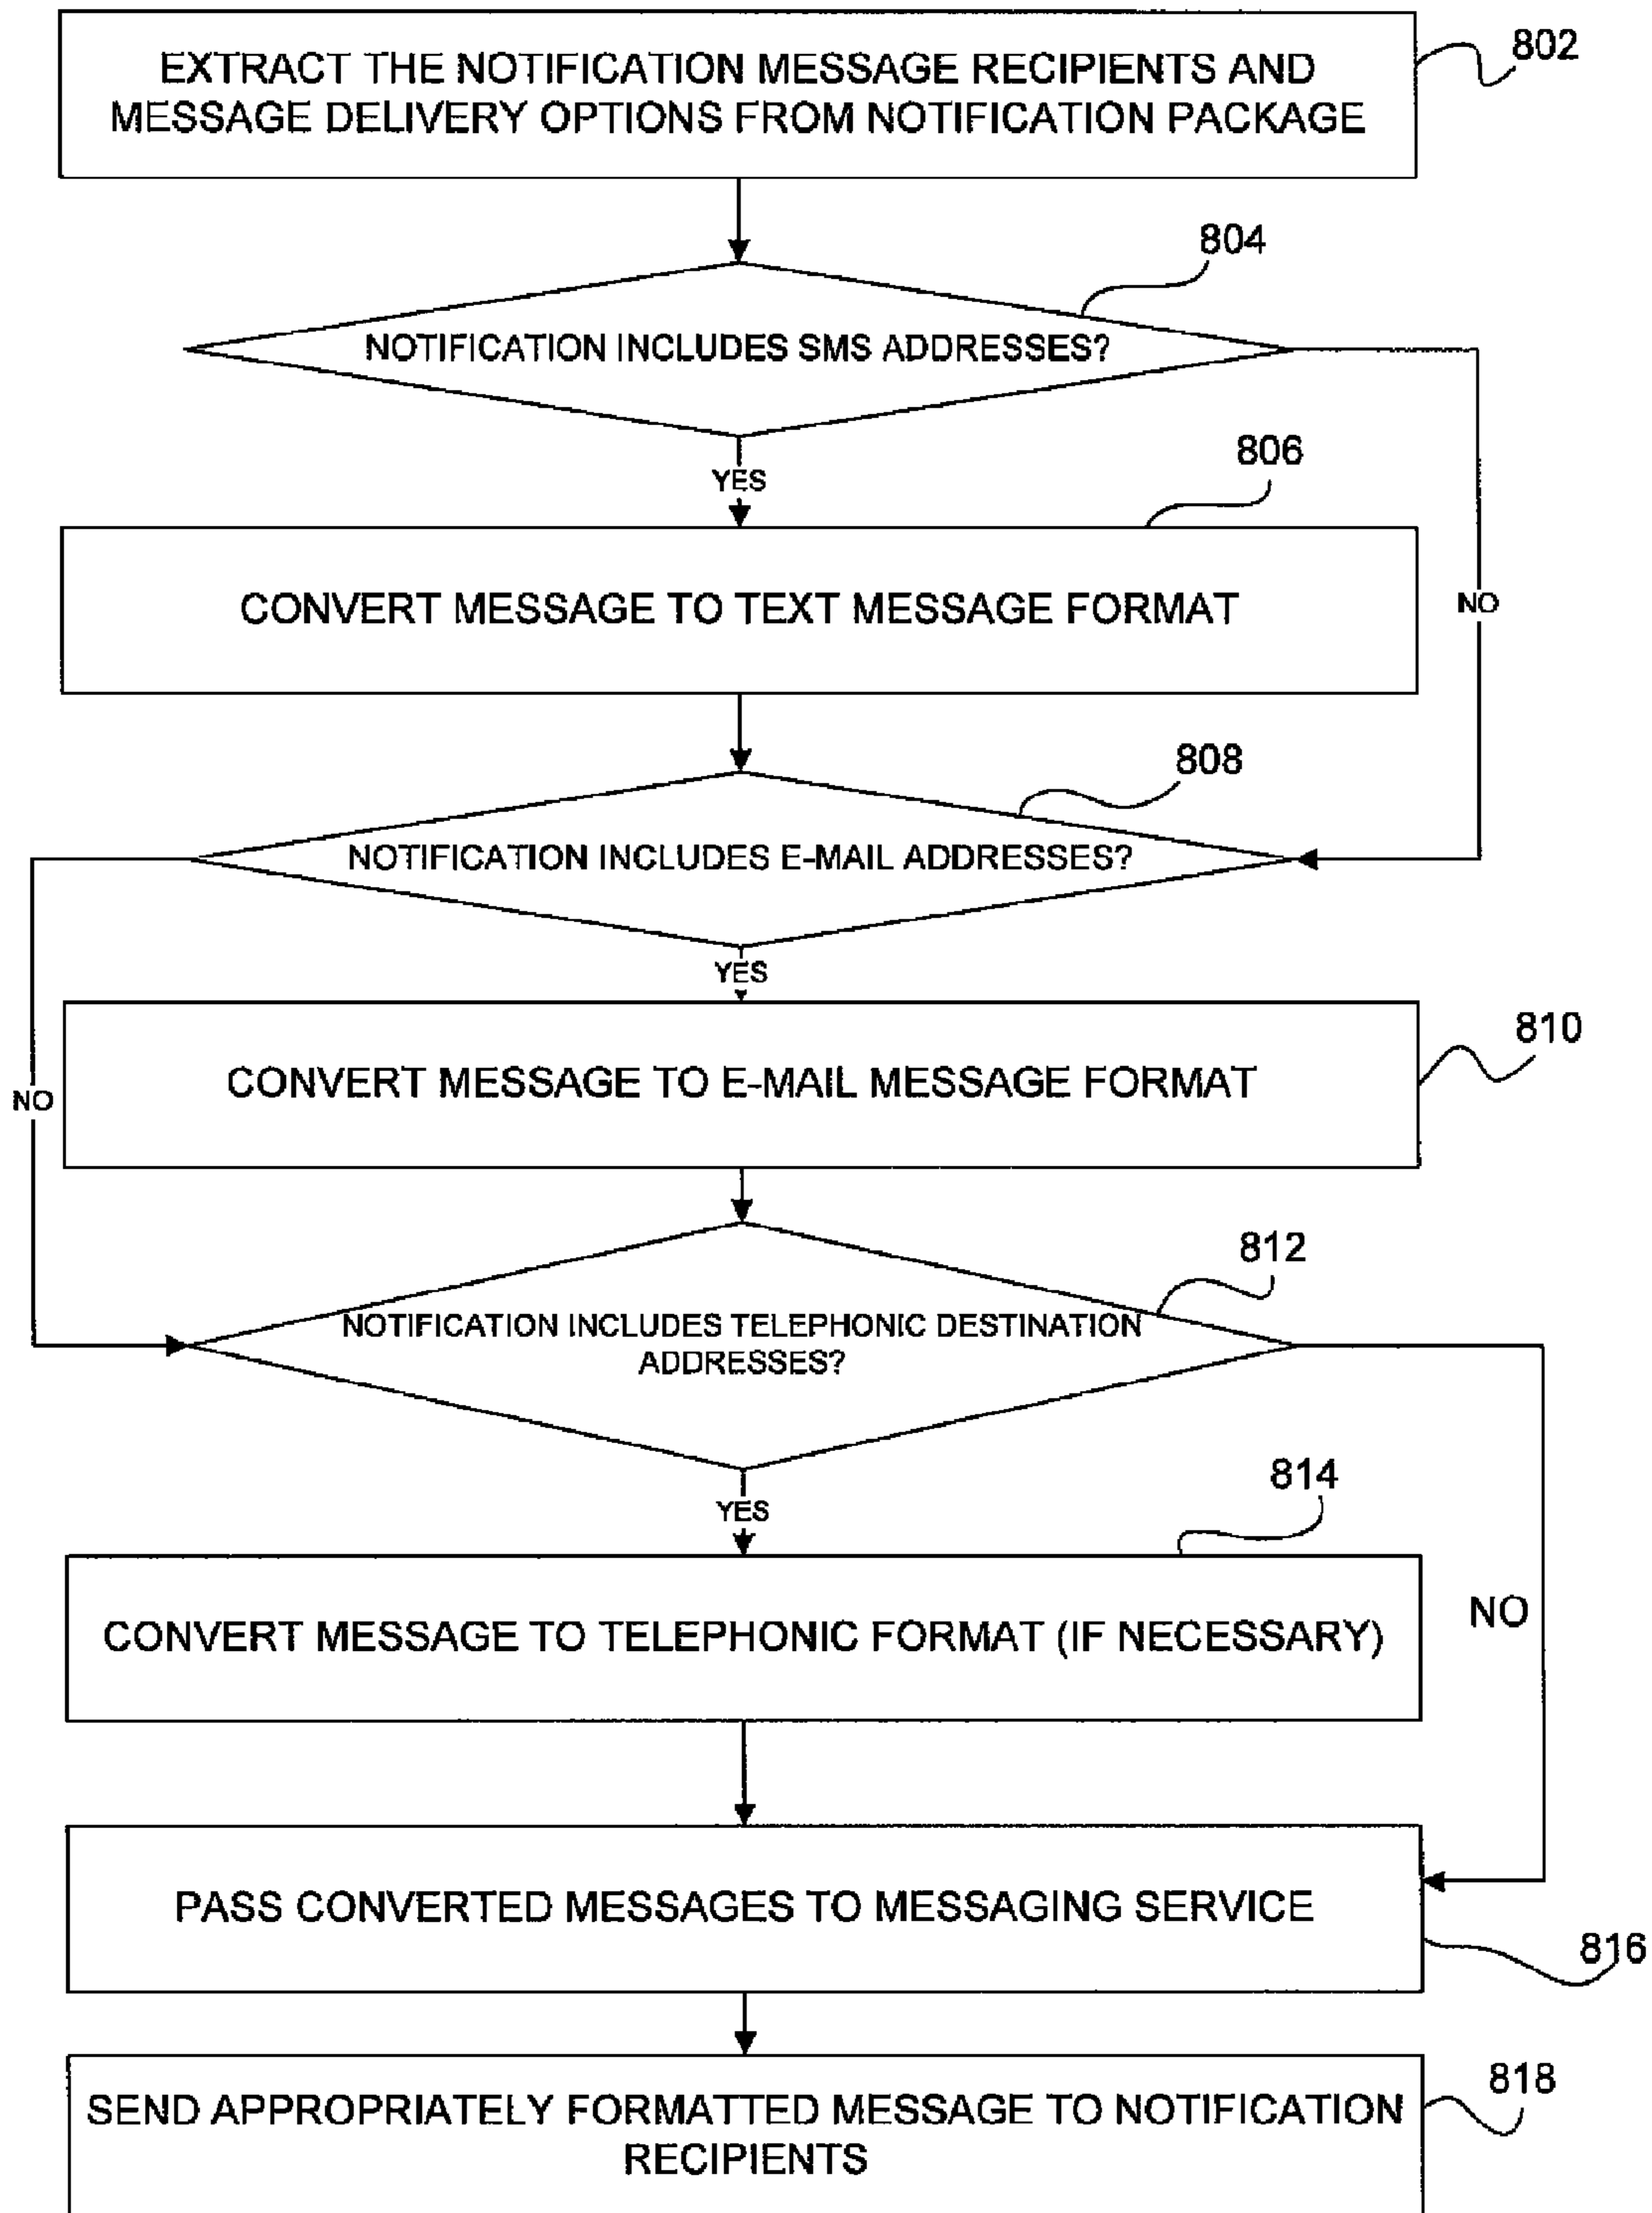 EXTRACT THE NOTIFICATION MESSAGE RECIPIENTS AND
MESSAGE DELIVERY OPTIONS FROM NOTIFICATION PACKAGE
802
804
NOTIFICATION INCLUDES SMS ADDRESSES?
YES
806
CONVERT MESSAGE TO TEXT MESSAGE FORMAT
NO
808
NOTIFICATION INCLUDES E-MAIL ADDRESSES?
YES
810
CONVERT MESSAGE TO E-MAIL MESSAGE FORMAT
NO
812
NOTIFICATION INCLUDES TELEPHONIC DESTINATION
ADDRESSES?
YES
814
CONVERT MESSAGE TO TELEPHONIC FORMAT (IF NECESSARY)
NO
PASS CONVERTED MESSAGES TO MESSAGING SERVICE
816
818
SEND APPROPRIATELY FORMATTED MESSAGE TO NOTIFICATION
RECIPIENTS